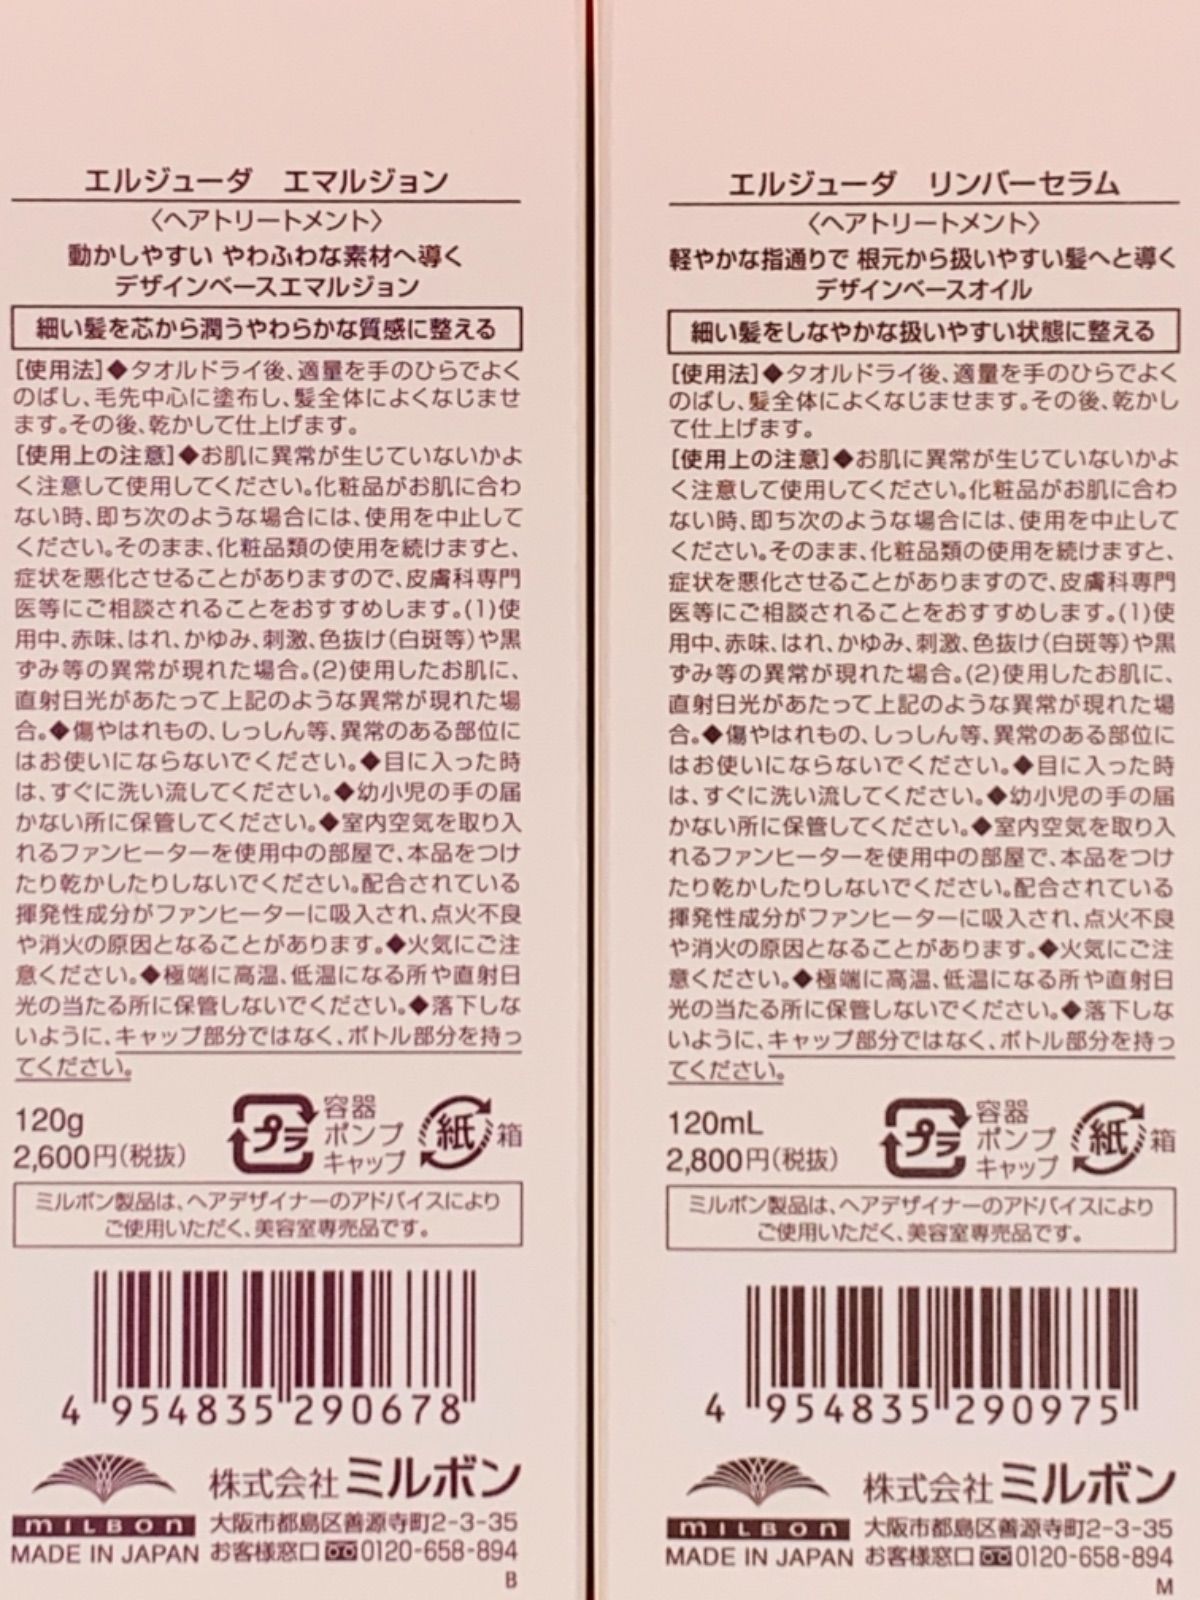 エルジューダ　エマルジョン
〈ヘアトリートメント〉
動かしやすい やわふわな素材へ導く
デザインベースエマルジョン
細い髪を芯から潤うやわらかな質感に整える
[使用法]◆タオルドライ後、適量を手のひらでよく
のばし、毛先中心に塗布し、髪全体によくなじませ
ます。その後、乾かして仕上げます。
[使用上の注意]◆お肌に異常が生じていないかよ
く注意して使用してください。化粧品がお肌に合わ
ない時、即ち次のような場合には、使用を中止して
ください。そのまま、化粧品類の使用を続けますと、
症状を悪化させることがありますので、皮膚科専門
医等にご相談されることをおすすめします。(1)使
用中、赤味、はれ、かゆみ、刺激、色抜け(白斑等)や黒
ずみ等の異常が現れた場合。(2)使用したお肌に、
直射日光があたって上記のような異常が現れた場
合。◆傷やはれもの、しっしん等、異常のある部位に
はお使いにならないでください。◆目に入った時
は、すぐに洗い流してください。◆幼小児の手の届
かない所に保管してください。◆室内空気を取り入
れるファンヒーターを使用中の部屋で、本品をつけ
たり乾かしたりしないでください。配合されている
揮発性成分がファンヒーターに吸入され、点火不良
や消火の原因となることがあります。◆火気にご注
意ください。◆極端に高温、低温になる所や直射日
光の当たる所に保管しないでください。◆落下しな
いように、キャップ部分ではなく、ボトル部分を持っ
てください。
120g
2,600円(税抜)
プラ
容器
ポンプ
キャップ
紙
箱
ミルボン製品は、ヘアデザイナーのアドバイスにより
ご使用いただく、美容室専売品です。
4 954835 290678
株式会社ミルボン
MILBON
大阪市都島区善源寺町2-3-35
MADE IN JAPAN お客様窓口 0120-658-894
B
エルジューダ　リンバーセラム
〈ヘアトリートメント〉
軽やかな指通りで 根元から扱いやすい髪へと導く
デザインベースオイル
細い髪をしなやかな扱いやすい状態に整える
[使用法]◆タオルドライ後、適量を手のひらでよく
のばし、髪全体によくなじませます。その後、乾かし
て仕上げます。
[使用上の注意]◆お肌に異常が生じていないかよ
く注意して使用してください。化粧品がお肌に合わ
ない時、即ち次のような場合には、使用を中止して
ください。そのまま、化粧品類の使用を続けますと、
症状を悪化させることがありますので、皮膚科専門
医等にご相談されることをおすすめします。(1)使
用中、赤味、はれ、かゆみ、刺激、色抜け(白斑等)や黒
ずみ等の異常が現れた場合。(2)使用したお肌に、
直射日光があたって上記のような異常が現れた場
合。◆傷やはれもの、しっしん等、異常のある部位に
はお使いにならないでください。◆目に入った時
は、すぐに洗い流してください。◆幼小児の手の届
かない所に保管してください。◆室内空気を取り入
れるファンヒーターを使用中の部屋で、本品をつけ
たり乾かしたりしないでください。配合されている
揮発性成分がファンヒーターに吸入され、点火不良
や消火の原因となることがあります。◆火気にご注
意ください。◆極端に高温、低温になる所や直射日
光の当たる所に保管しないでください。◆落下しな
いように、キャップ部分ではなく、ボトル部分を持っ
てください。
120mL
2,800円(税抜)
プラ
容器
ポンプ
キャップ
紙
箱
ミルボン製品は、ヘアデザイナーのアドバイスにより
ご使用いただく、美容室専売品です。
4 954835 290975
株式会社ミルボン
MILBON
大阪市都島区善源寺町2-3-35
MADE IN JAPAN お客様窓口 0120-658-894
M